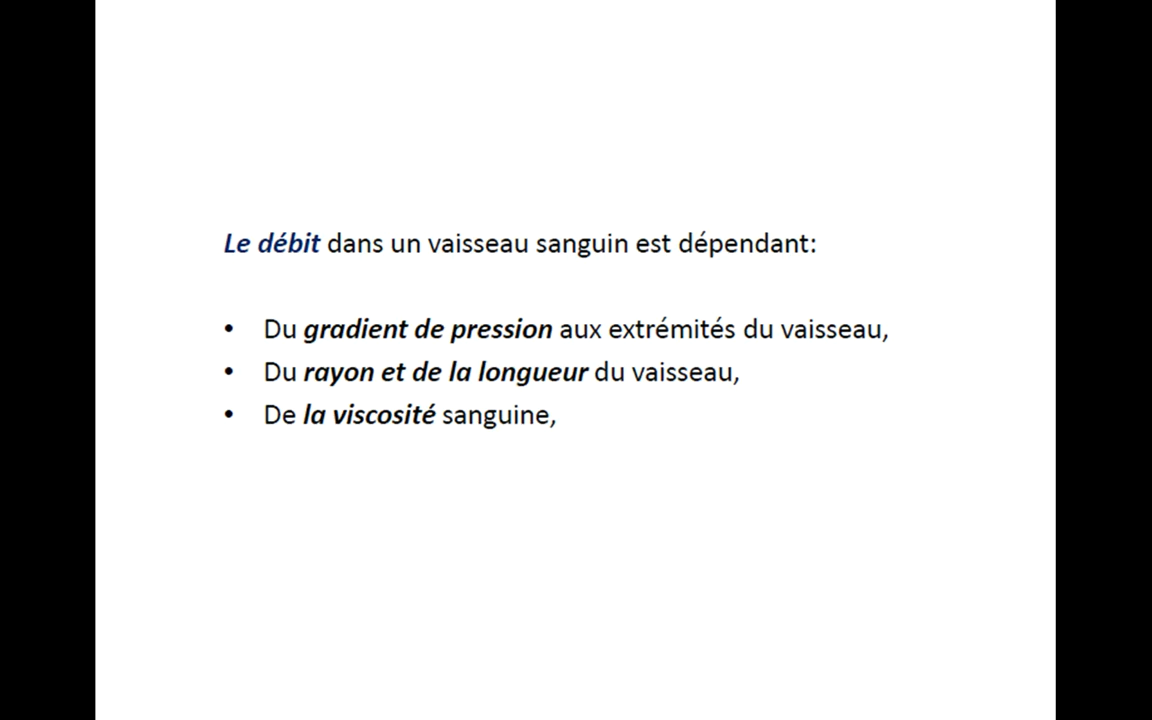 Le débit dans un vaisseau sanguin est dépendant:
• Du gradient de pression aux extrémités du vaisseau,
• Du rayon et de la longueur du vaisseau,
• De la viscosité sanguine,